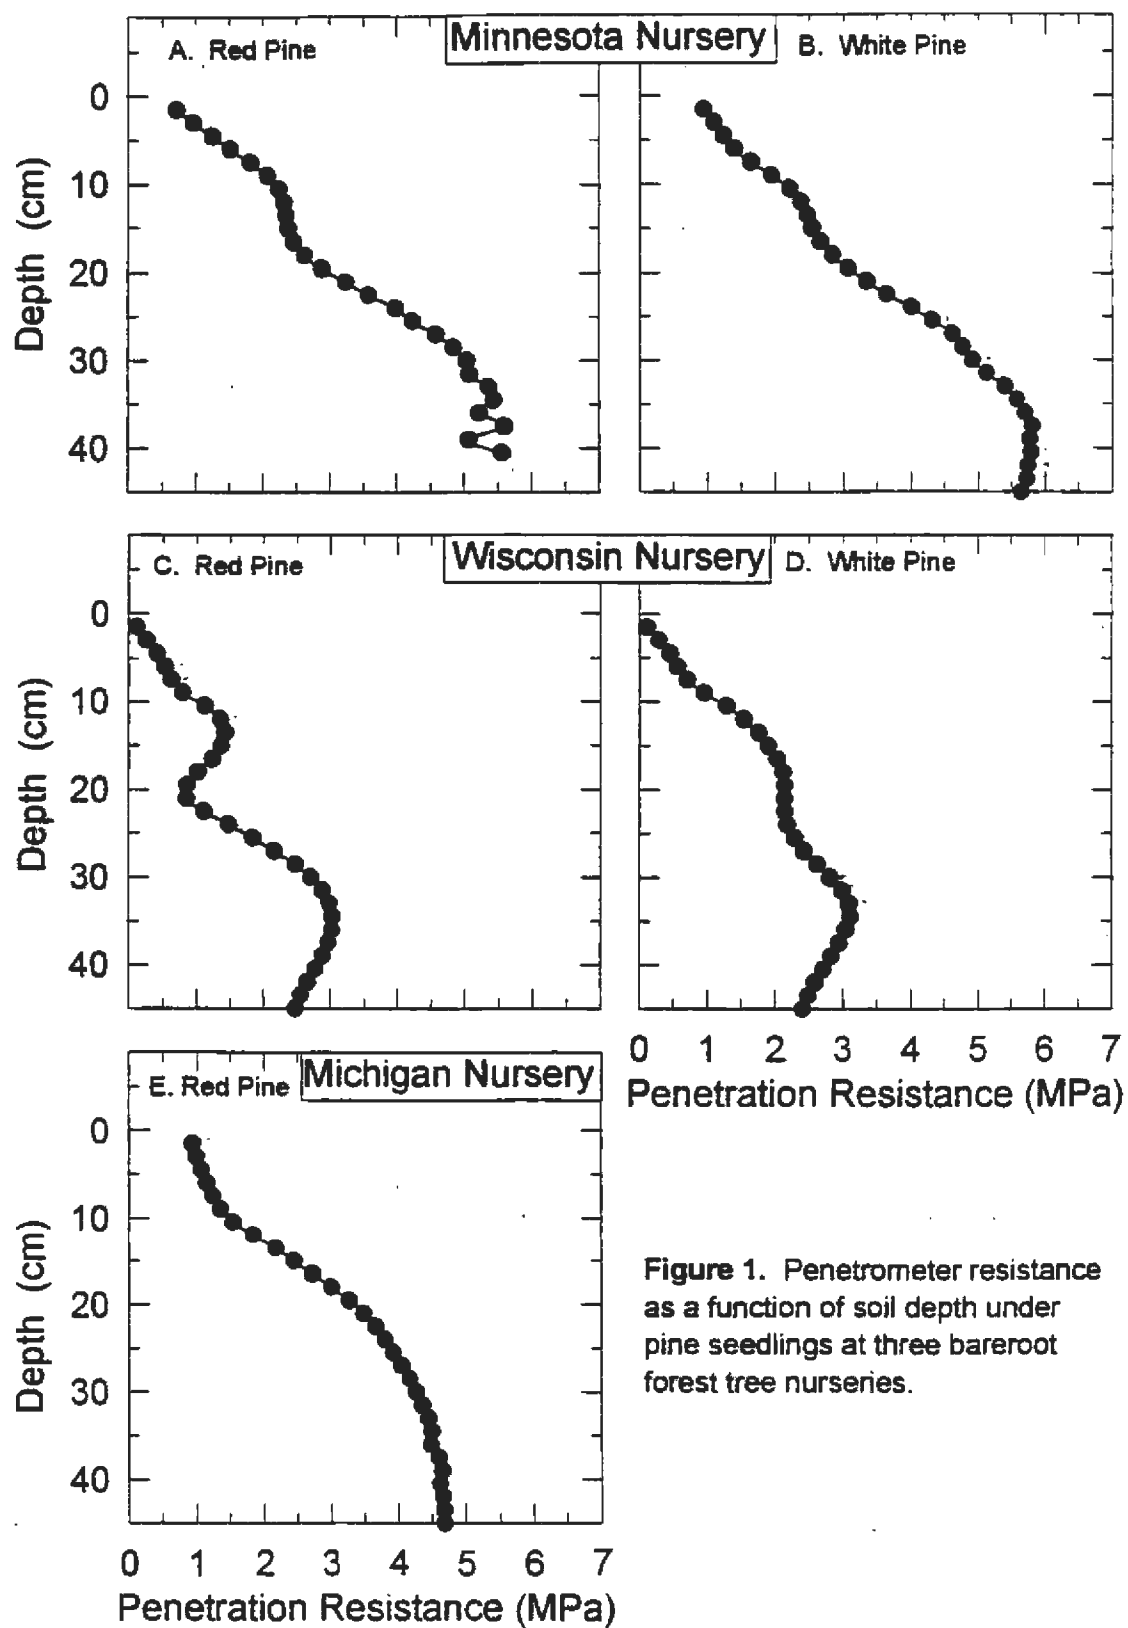 Minnesota Nursery
A. Red Pine
B. White Pine
Depth (cm)
0
10
20
30
40
Wisconsin Nursery
C. Red Pine
D. White Pine
Depth (cm)
0
10
20
30
40
0 1 2 3 4 5 6 7
Penetration Resistance (MPa)
E. Red Pine
Michigan Nursery
Depth (cm)
0
10
20
30
40
0 1 2 3 4 5 6 7
Penetration Resistance (MPa)
Figure 1. Penetrometer resistance
as a function of soil depth under
pine seedlings at three bareroot
forest tree nurseries.